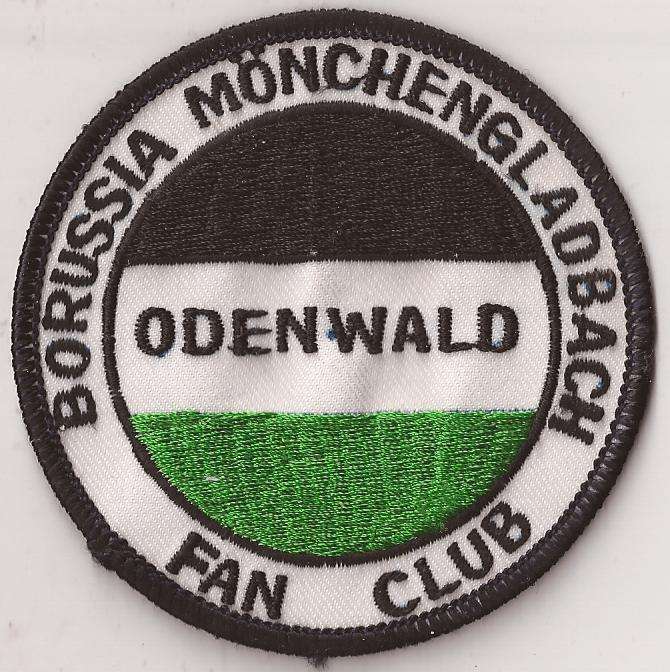 BORUSSIA MÖNCHENGLADBACH
ODENWALD
FAN CLUB